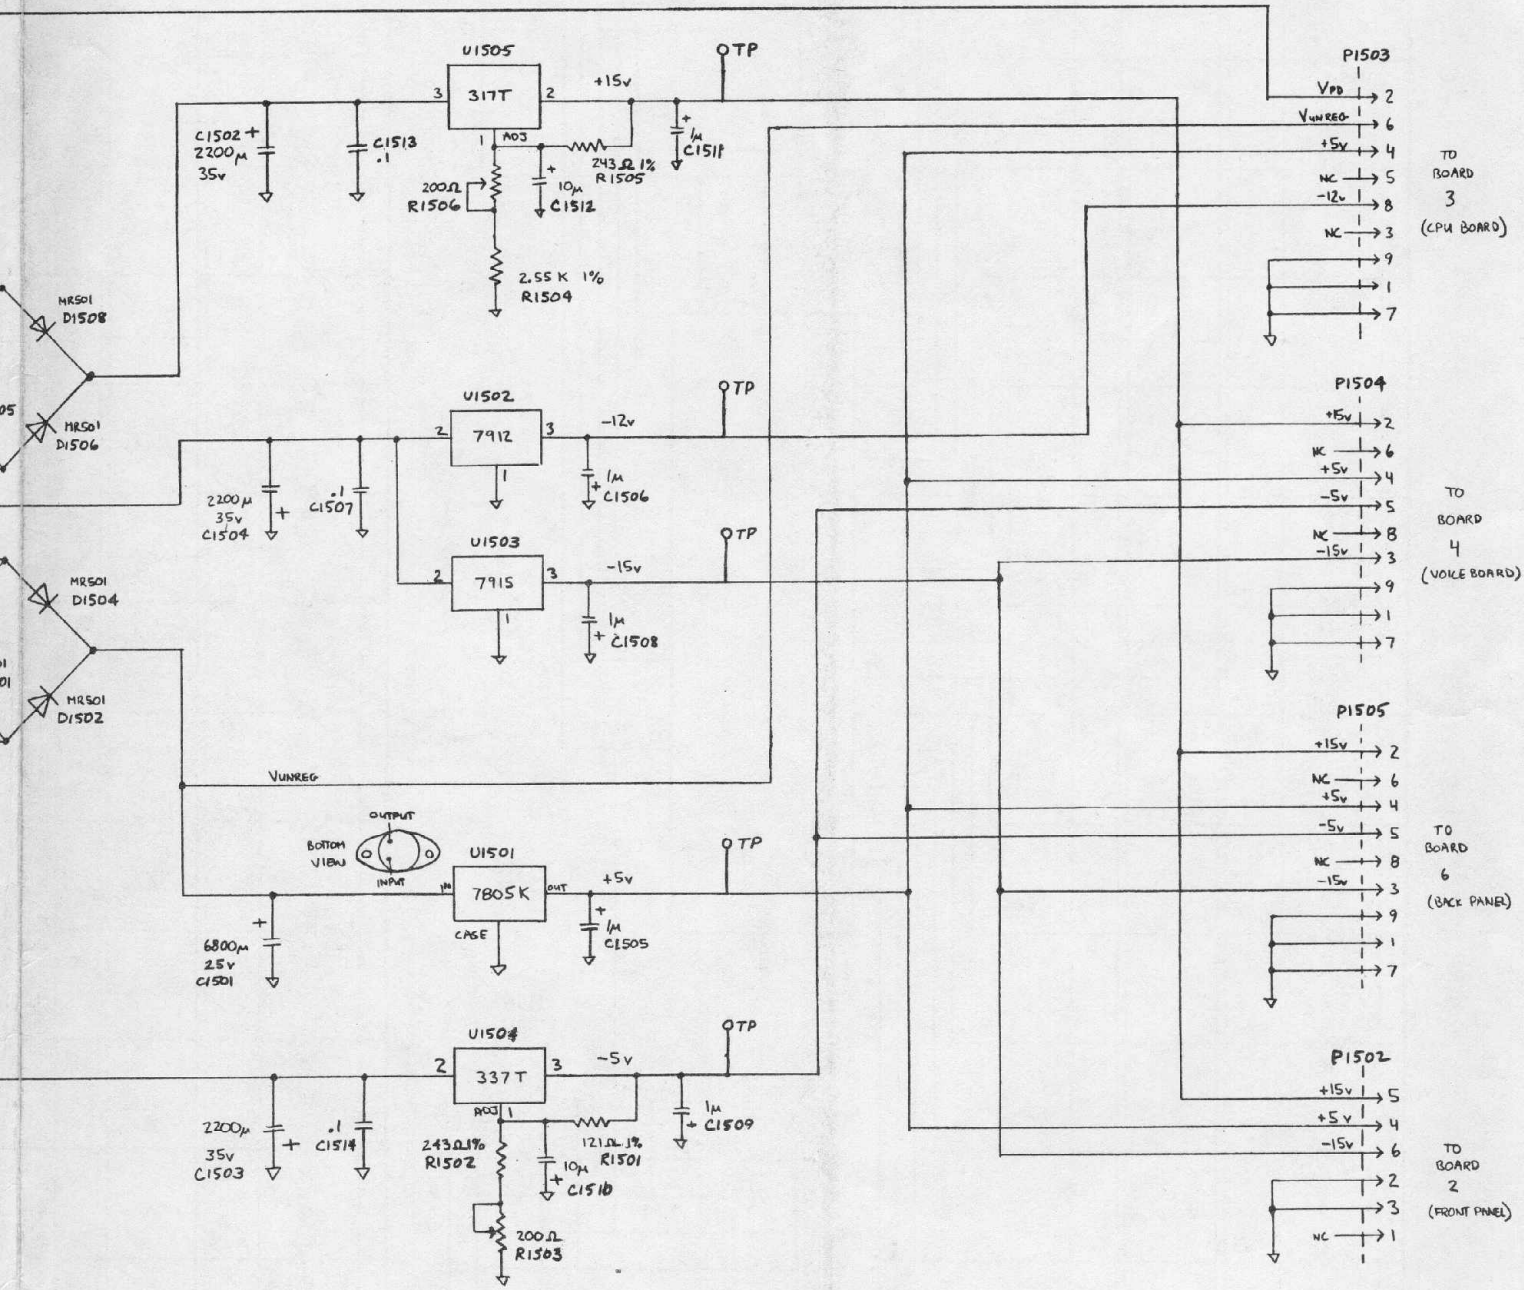 U1505
317T
3
2
1
ADJ
+15v
TP
C1502 +
2200µ
35v
C1513
.1
200Ω
R1506
+
10µ
C1512
243Ω 1%
R1505
+
1µ
C1511
2.55K 1%
R1504
MR501
D1508
MR501
D1506
05
U1502
7912
2
3
1
-12v
TP
2200µ
35v
+
C1504
.1
C1507
1µ
+ C1506
U1503
7915
2
3
1
-15v
TP
1µ
+ C1508
MR501
D1504
MR501
D1502
01
01
VUNREG
OUTPUT
BOTTOM
VIEW
INPUT
U1501
7805K
IN
OUT
CASE
+5v
TP
+
6800µ
25v
C1501
+
1µ
C1505
U1504
337T
2
3
ADJ
1
-5v
TP
2200µ
35v
+
C1503
.1
C1514
243Ω1%
R1502
10µ
+ C1510
121Ω 1%
R1501
1µ
+ C1509
200Ω
R1503
P1503
VPD 2
VUNREG 6
+5v 4
NC 5
-12v 8
NC 3
9
1
7
TO
BOARD
3
(CPU BOARD)
P1504
+15v 2
NC 6
+5v 4
-5v 5
NC 8
-15v 3
9
1
7
TO
BOARD
4
(VOICE BOARD)
P1505
+15v 2
NC 6
+5v 4
-5v 5
NC 8
-15v 3
9
1
7
TO
BOARD
6
(BACK PANEL)
P1502
+15v 5
+5v 4
-15v 6
2
3
NC 1
TO
BOARD
2
(FRONT PANEL)